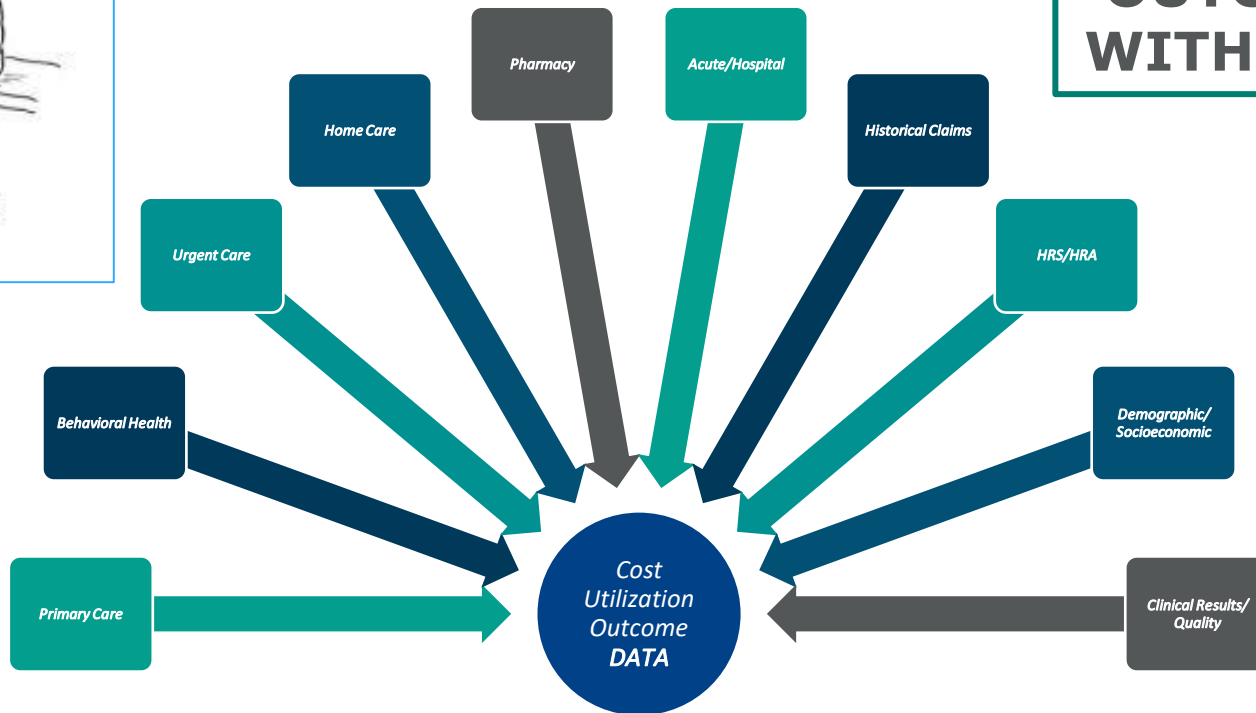 WITH
Pharmacy
Acute/Hospital
Home Care
Historical Claims
Urgent Care
HRS/HRA
Behavioral Health
Demographic/
Socioeconomic
Primary Care
Clinical Results/
Quality
Cost
Utilization
Outcome
DATA